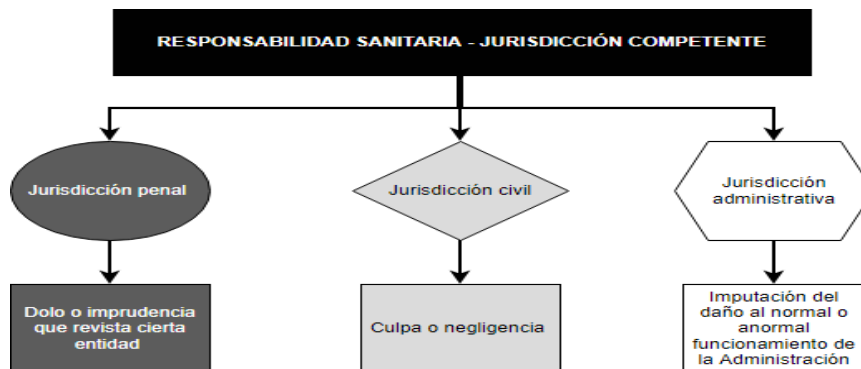 RESPONSABILIDAD SANITARIA - JURISDICCIÓN COMPETENTE
Jurisdicción penal
Jurisdicción civil
Jurisdicción
administrativa
Dolo o imprudencia
que revista cierta
entidad
Culpa o negligencia
Imputación del
daño al normal o
anormal
funcionamiento de
la Administración